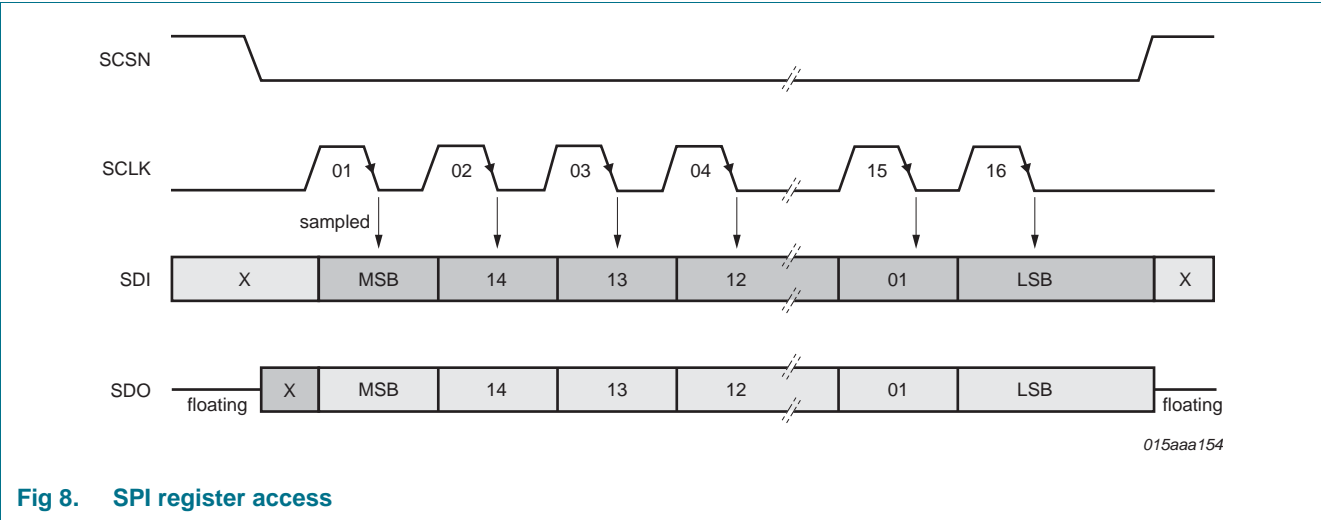 SCSN
SCLK 01 02 03 04 15 16
sampled
SDI X MSB 14 13 12 01 LSB X
SDO X MSB 14 13 12 01 LSB
floating floating
015aaa154
Fig 8. SPI register access